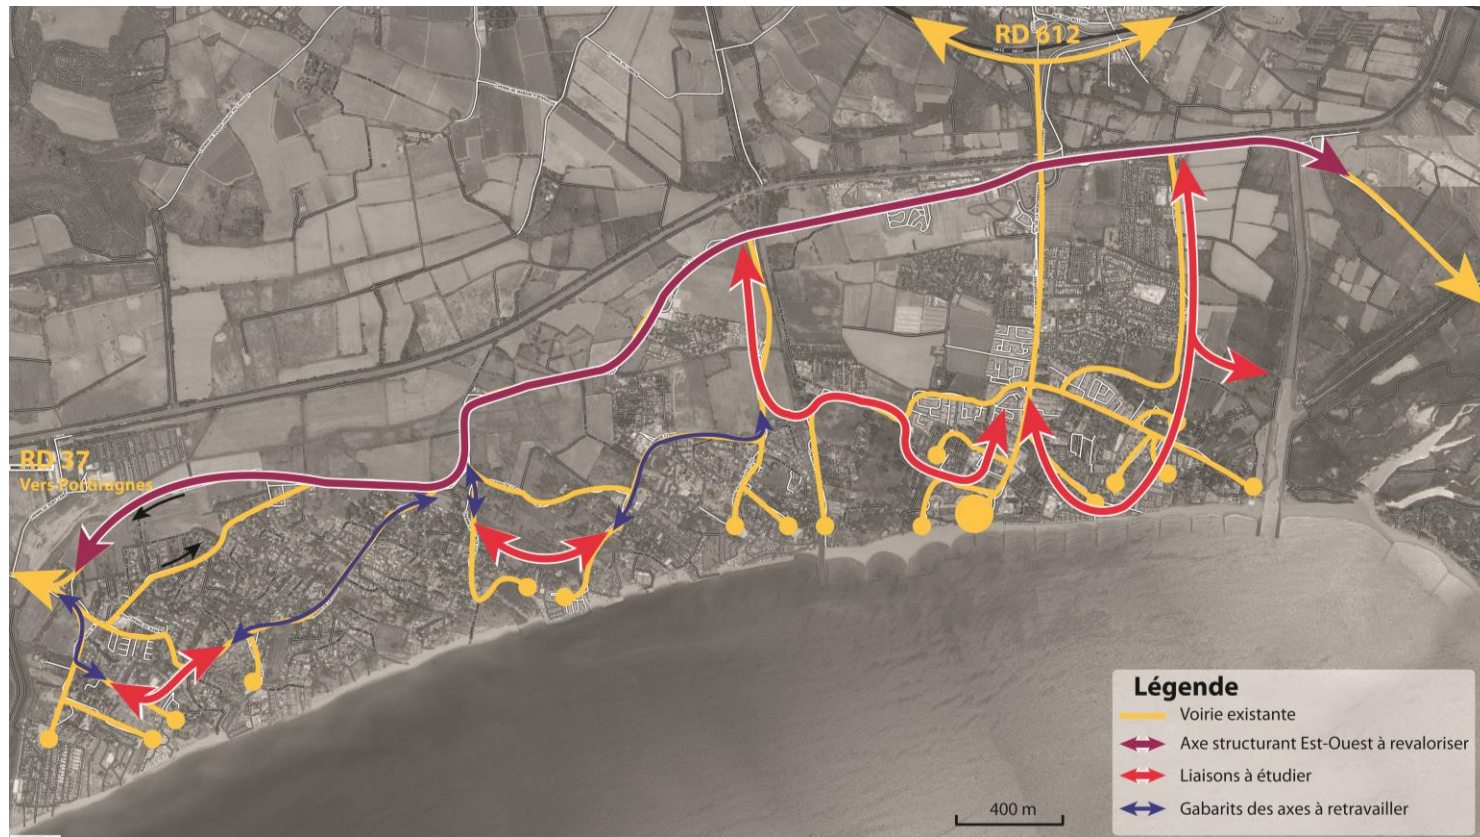 RD 612
RD 37
Vers Portiragnes
Légende
Voirie existante
Axe structurant Est-Ouest à revaloriser
Liaisons à étudier
Gabarits des axes à retravailler
400 m